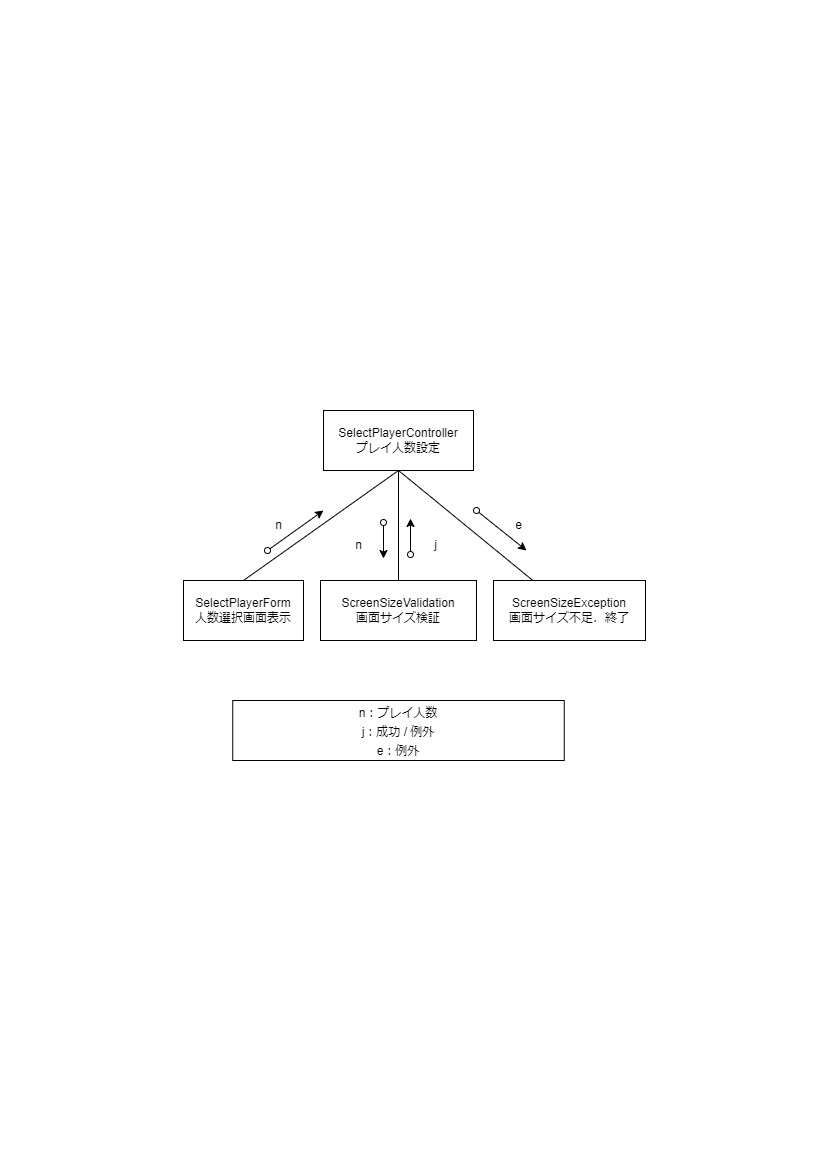 SelectPlayerController
プレイ人数設定
n
n
j
e
SelectPlayerForm
人数選択画面表示
ScreenSizeValidation
画面サイズ検証
ScreenSizeException
画面サイズ不足．終了
n：プレイ人数
j：成功 / 例外
e：例外